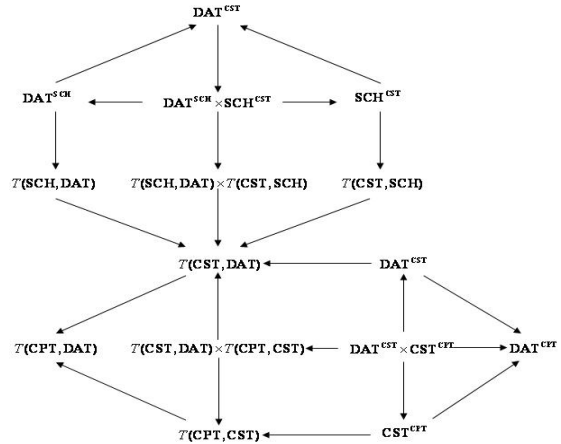 DAT^CST
DAT^SCH DAT^SCH×SCH^CST SCH^CST
T(SCH,DAT) T(SCH,DAT)×T(CST,SCH) T(CST,SCH)
T(CST,DAT) DAT^CST
T(CPT,DAT) T(CST,DAT)×T(CPT,CST) DAT^CST×CST^CPT DAT^CPT
T(CPT,CST) CST^CPT